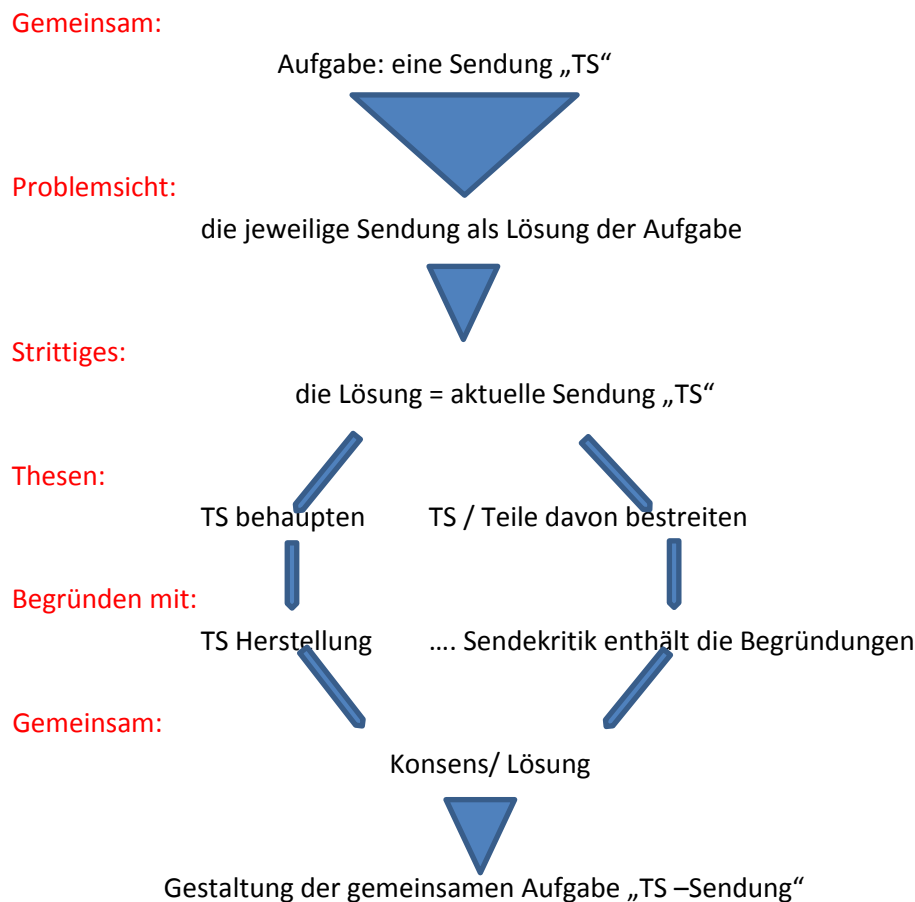 Gemeinsam:
Aufgabe: eine Sendung „TS“
Problemsicht:
die jeweilige Sendung als Lösung der Aufgabe
Strittiges:
die Lösung = aktuelle Sendung „TS“
Thesen:
TS behaupten TS / Teile davon bestreiten
Begründen mit:
TS Herstellung …. Sendekritik enthält die Begründungen
Gemeinsam:
Konsens/ Lösung
Gestaltung der gemeinsamen Aufgabe „TS –Sendung“